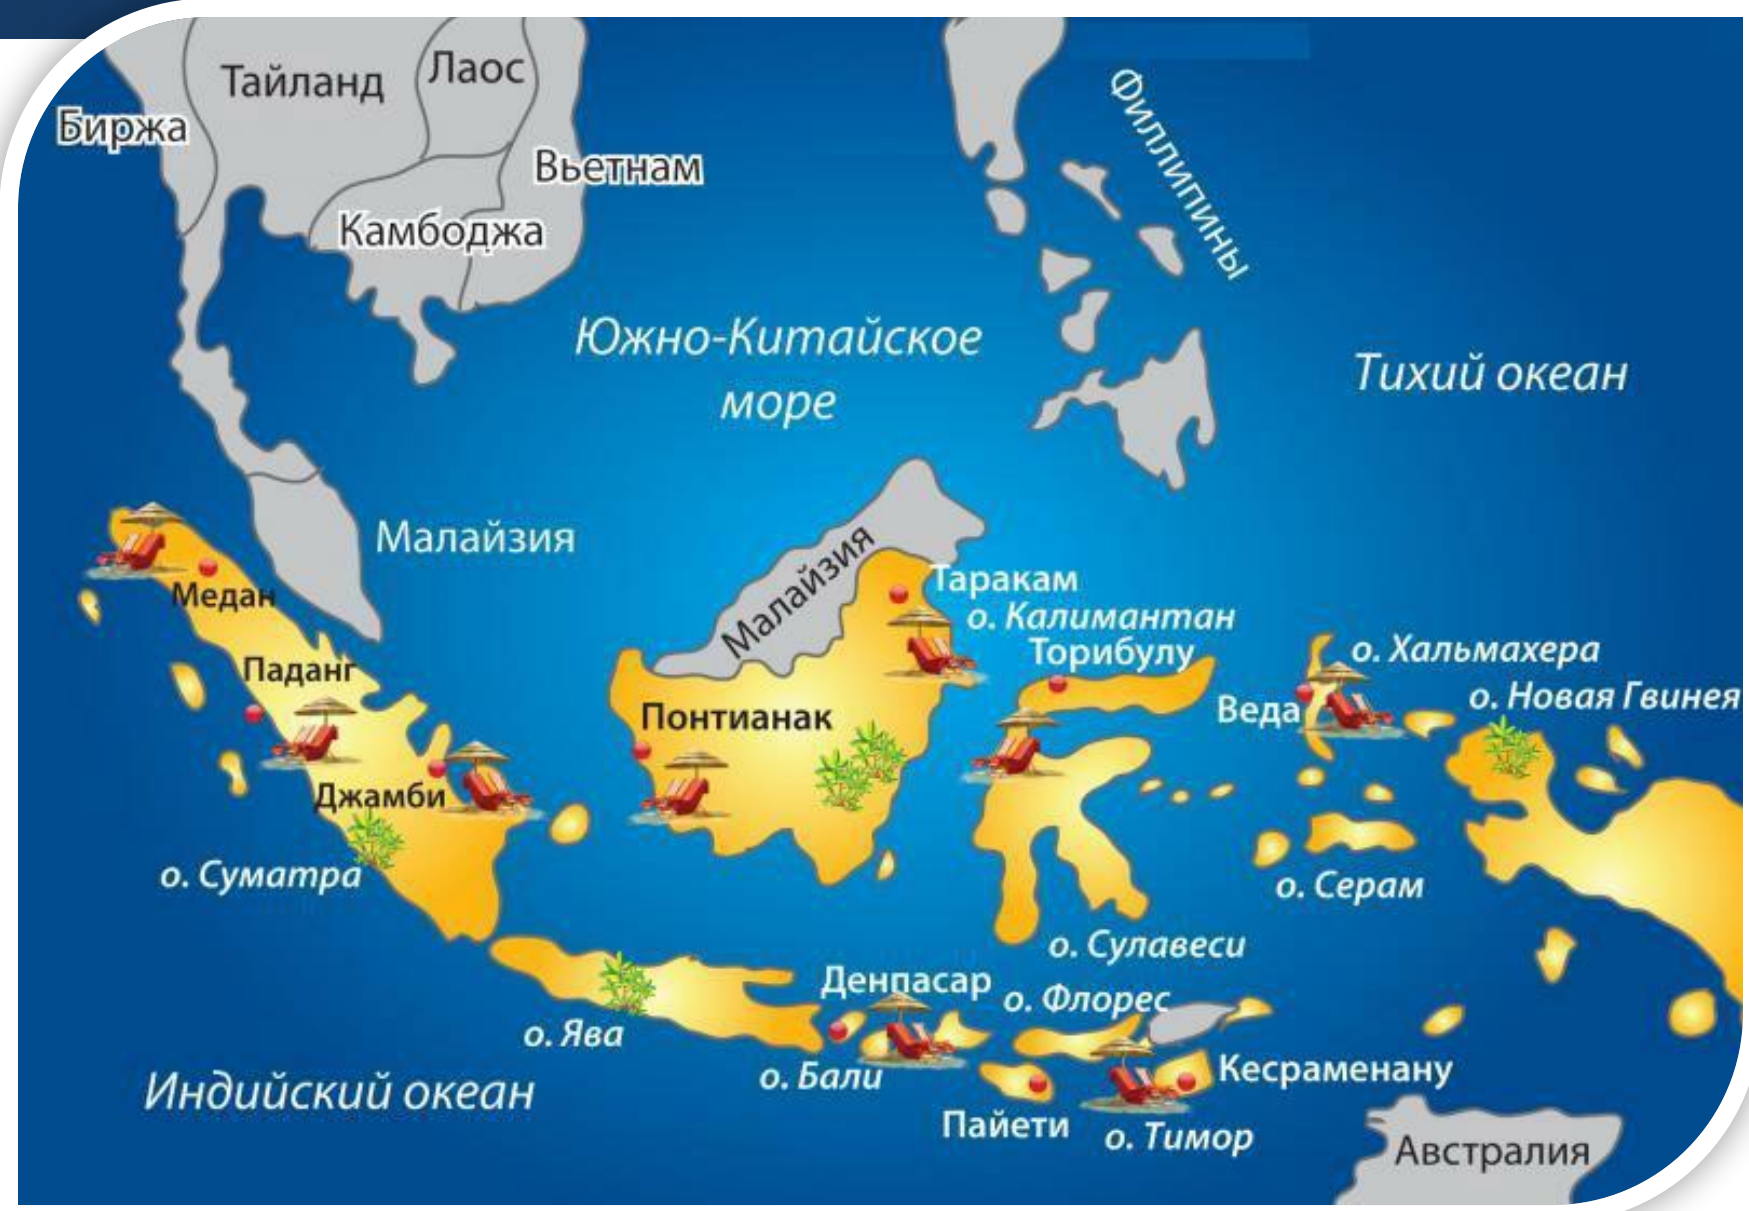 Тайланд
Лаос
Биржа
Вьетнам
Камбоджа
Филлипины
Южно-Китайское
море
Тихий океан
Малайзия
Малайзия
Медан
Таракам
о. Калимантан
Торибулу
о. Хальмахера
Паданг
о. Новая Гвинея
Понтианак
Веда
Джамби
о. Суматра
о. Серам
о. Сулавеси
Денпасар
о. Флорес
о. Ява
о. Бали
Кесраменану
Индийский океан
Пайети
о. Тимор
Австралия